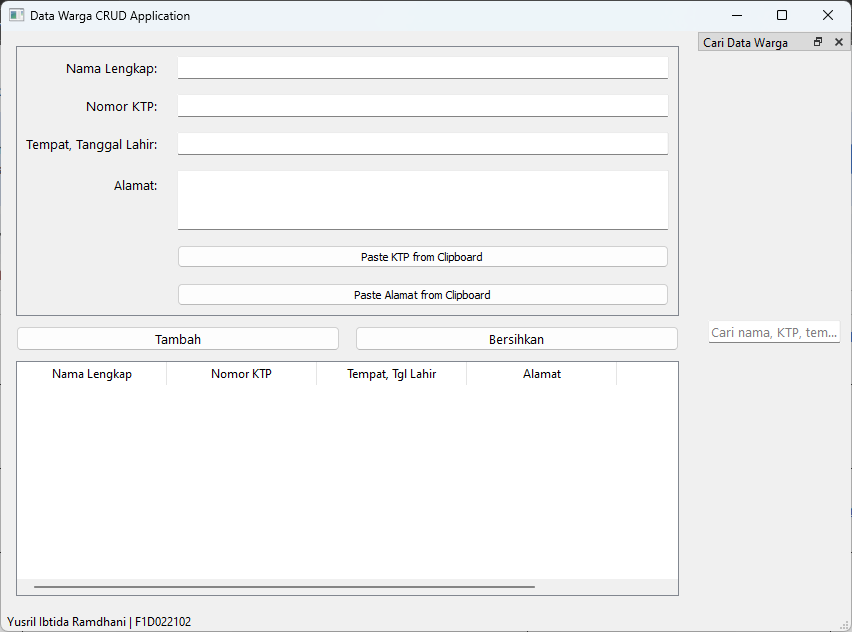 Data Warga CRUD Application
Cari Data Warga
Nama Lengkap:
Nomor KTP:
Tempat, Tanggal Lahir:
Alamat:
Paste KTP from Clipboard
Paste Alamat from Clipboard
Tambah Bersihkan
Cari nama, KTP, tem...
Nama Lengkap Nomor KTP Tempat, Tgl Lahir Alamat
Yusril Ibtida Ramdhani | F1D022102